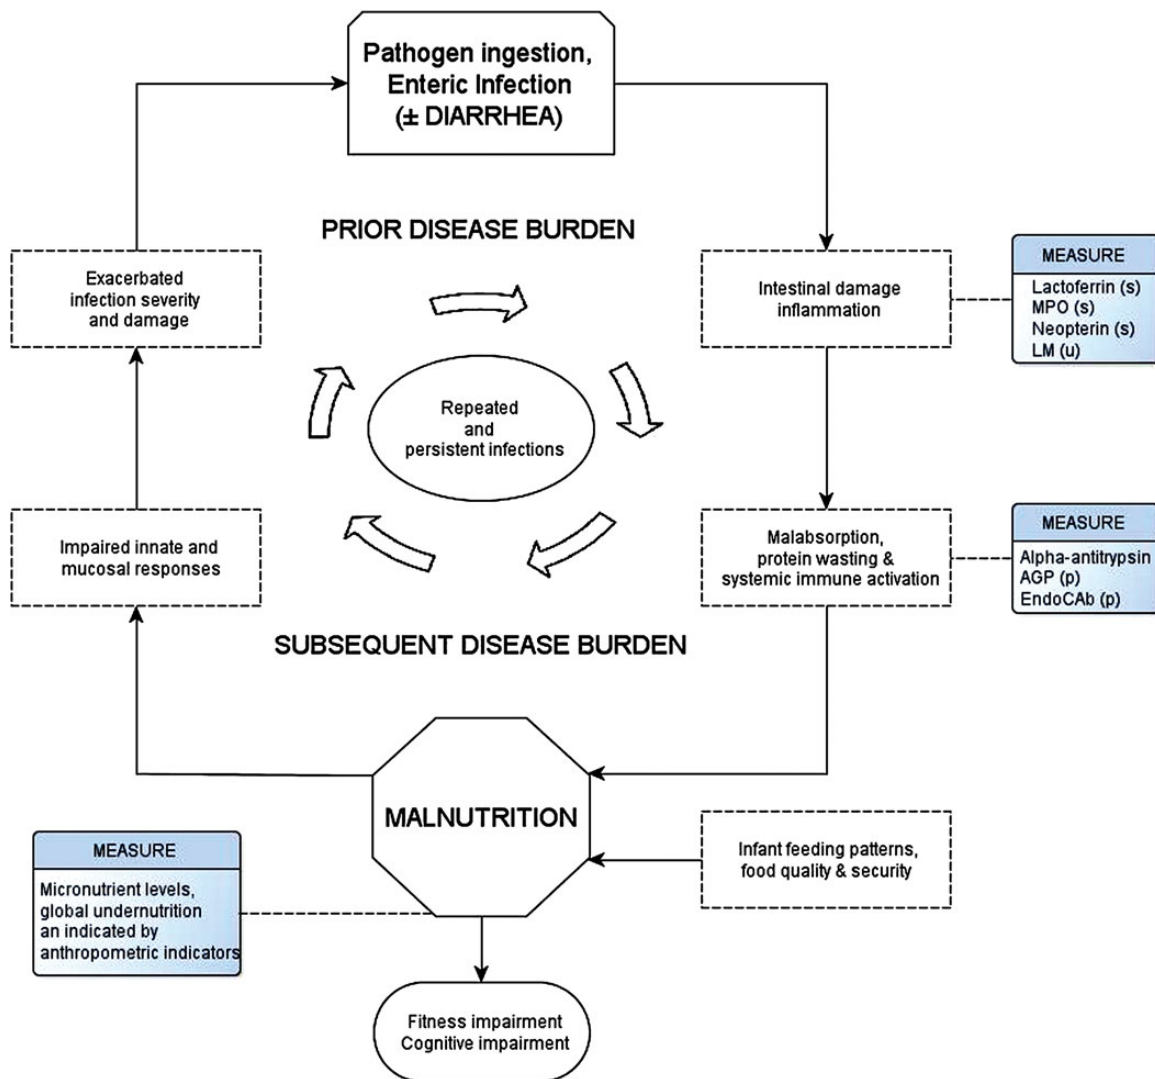 Pathogen ingestion,
Enteric Infection
(± DIARRHEA)
PRIOR DISEASE BURDEN
Exacerbated
infection severity
and damage
Intestinal damage
inflammation
MEASURE
Lactoferrin (s)
MPO (s)
Neopterin (s)
LM (u)
Repeated
and
persistent infections
Impaired innate and
mucosal responses
Malabsorption,
protein wasting &
systemic immune activation
MEASURE
Alpha-antitrypsin
AGP (p)
EndoCAb (p)
SUBSEQUENT DISEASE BURDEN
MALNUTRITION
Infant feeding patterns,
food quality & security
MEASURE
Micronutrient levels,
global undernutrition
an indicated by
anthropometric indicators
Fitness impairment
Cognitive impairment